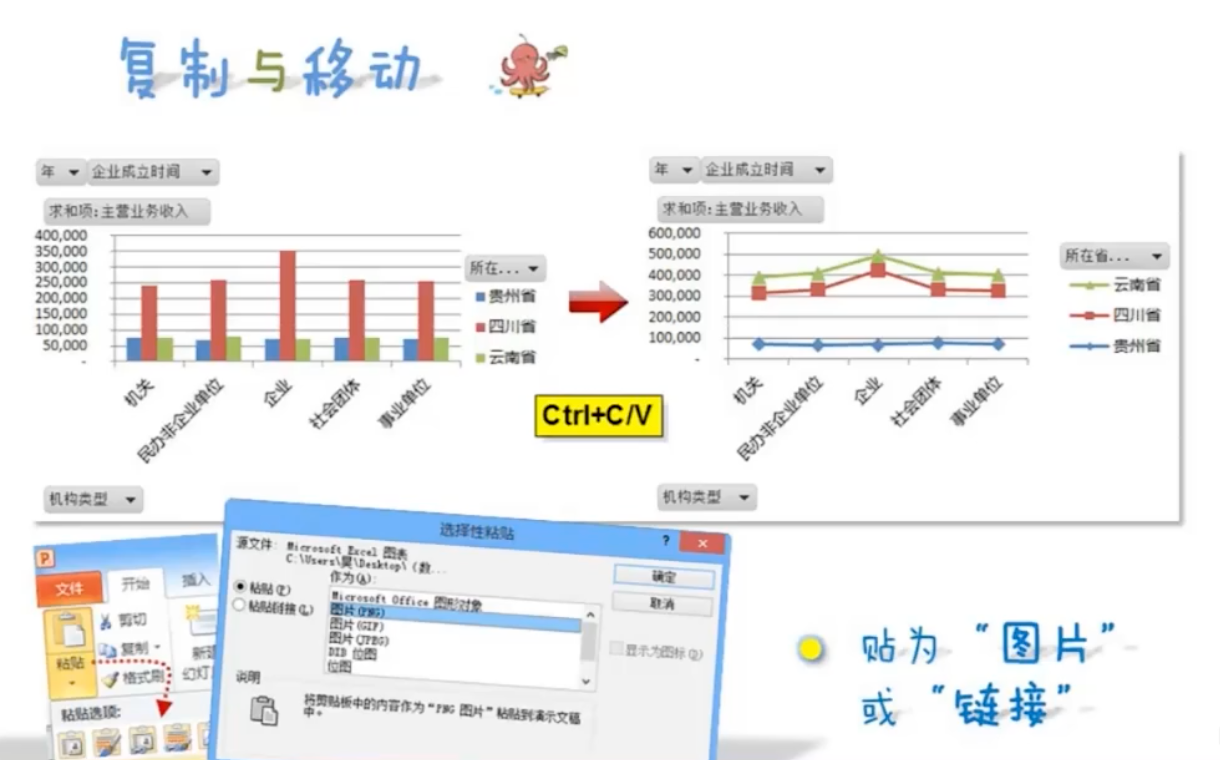 复制与移动
年 企业成立时间
求和项:主营业务收入
400,000
350,000
300,000
250,000
200,000
150,000
100,000
50,000
-
所在...
贵州省
四川省
云南省
机关
民办非企业单位
企业
社会团体
事业单位
机构类型
Ctrl+C/V
年 企业成立时间
求和项:主营业务收入
600,000
500,000
400,000
300,000
200,000
100,000
-
所在省...
云南省
四川省
贵州省
机关
民办非企业单位
企业
社会团体
事业单位
机构类型
P
文件 开始 插入
剪切
复制
格式刷
粘贴
新建
幻灯
粘贴选项:
选择性粘贴 ?
源文件: Microsoft Excel 图表
C:\Users\昊\Desktop\ (数...
作为(A):
粘贴(P)
粘贴链接(L)
Microsoft Office 图形对象
图片(PNG)
图片(GIF)
图片(JPEG)
DIB 位图
位图
确定
取消
显示为图标(D)
说明
将剪贴板中的内容作为“PNG 图片”粘贴到演示文稿
中。
贴为“图片”
或“链接”